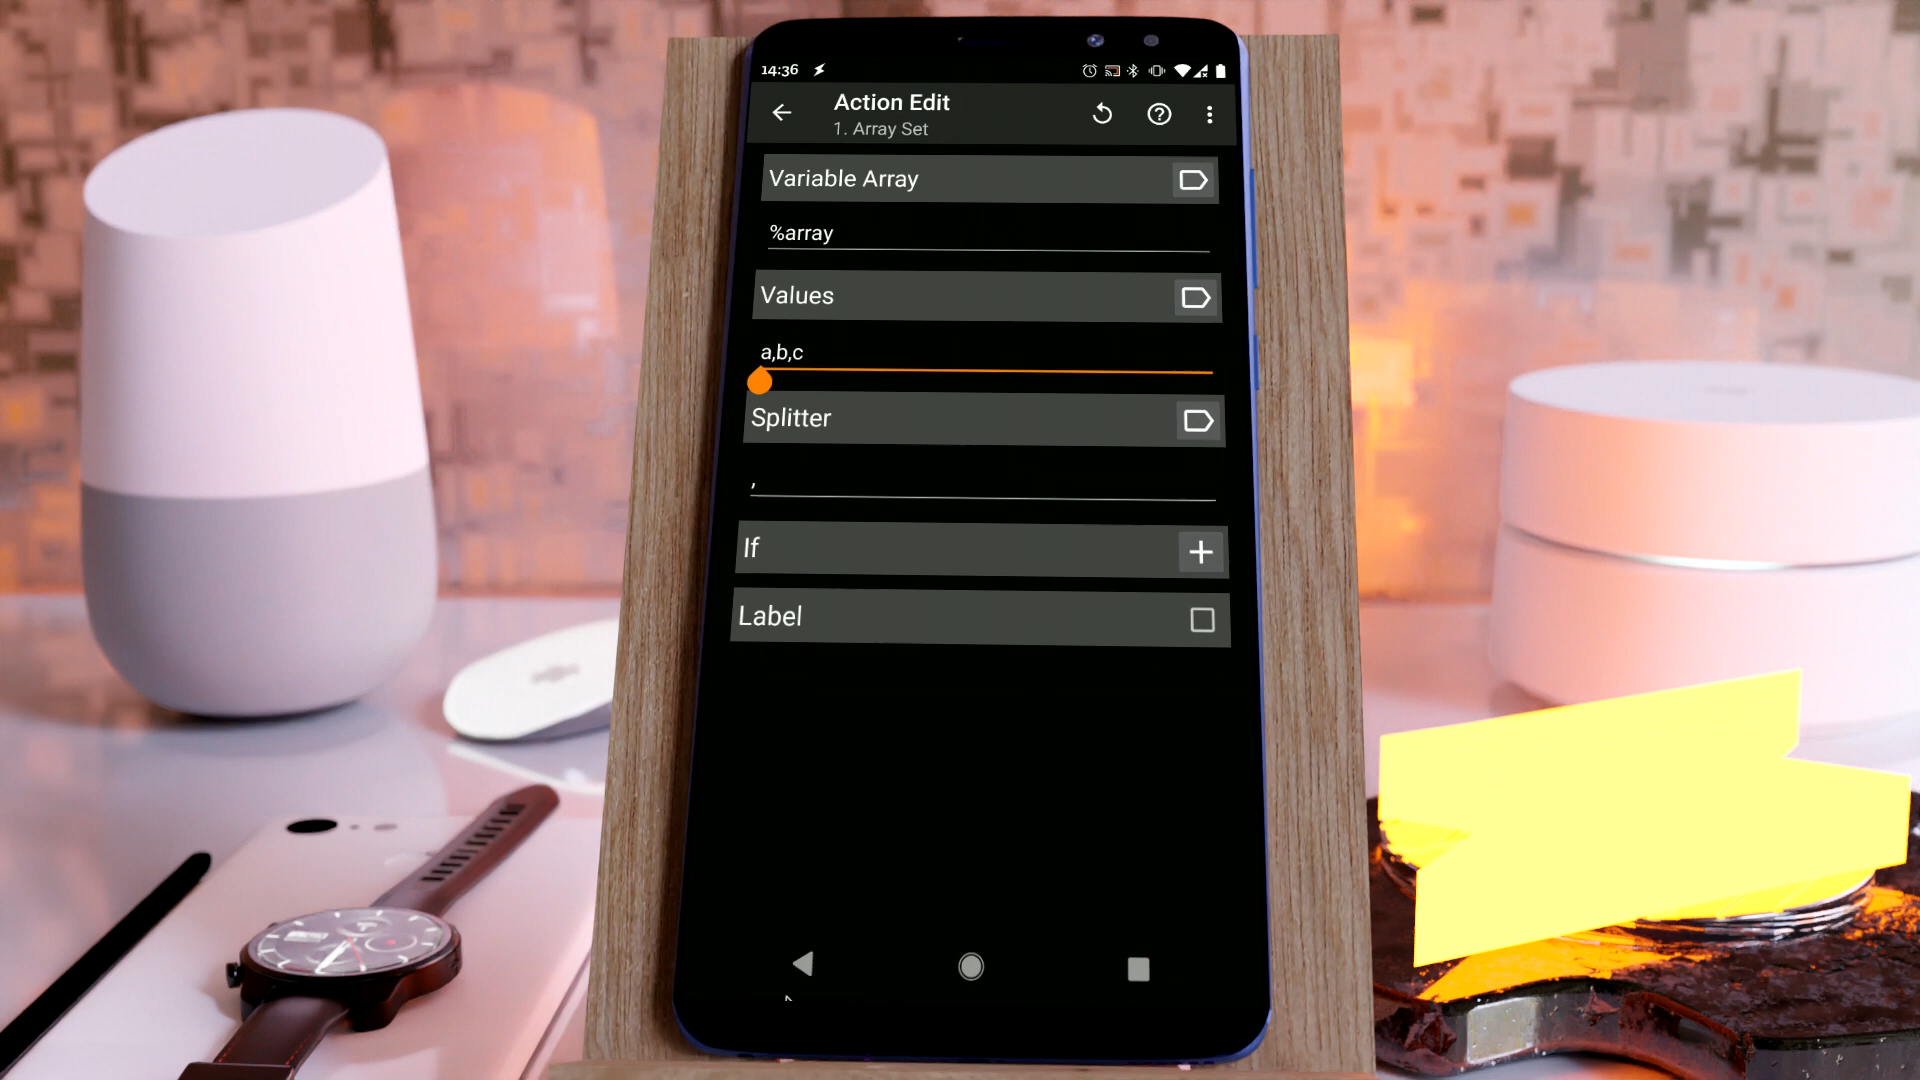 14:36
Action Edit
1. Array Set
Variable Array
%array
Values
a,b,c
Splitter
,
If
Label